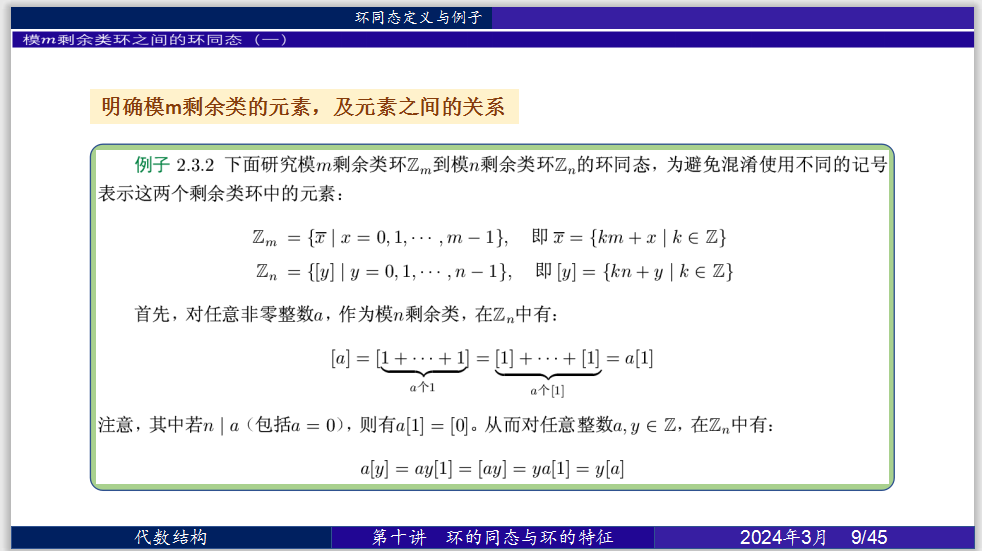 环同态定义与例子
模m剩余类环之间的环同态 (一)
明确模m剩余类的元素，及元素之间的关系
例子 2.3.2 下面研究模m剩余类环ℤₘ到模n剩余类环ℤₙ的环同态，为避免混淆使用不同的记号
表示这两个剩余类环中的元素：
ℤₘ = {x̅ | x = 0, 1, ⋯ , m − 1}, 即 x̅ = {km + x | k ∈ ℤ}
ℤₙ = {[y] | y = 0, 1, ⋯ , n − 1}, 即 [y] = {kn + y | k ∈ ℤ}
首先，对任意非零整数a，作为模n剩余类，在ℤₙ中有：
[a] = [1 + ⋯ + 1] = [1] + ⋯ + [1] = a[1]
a个1 a个[1]
注意，其中若n | a（包括a = 0），则有a[1] = [0]。从而对任意整数a, y ∈ ℤ，在ℤₙ中有：
a[y] = ay[1] = [ay] = ya[1] = y[a]
代数结构 第十讲 环的同态与环的特征 2024年3月 9/45